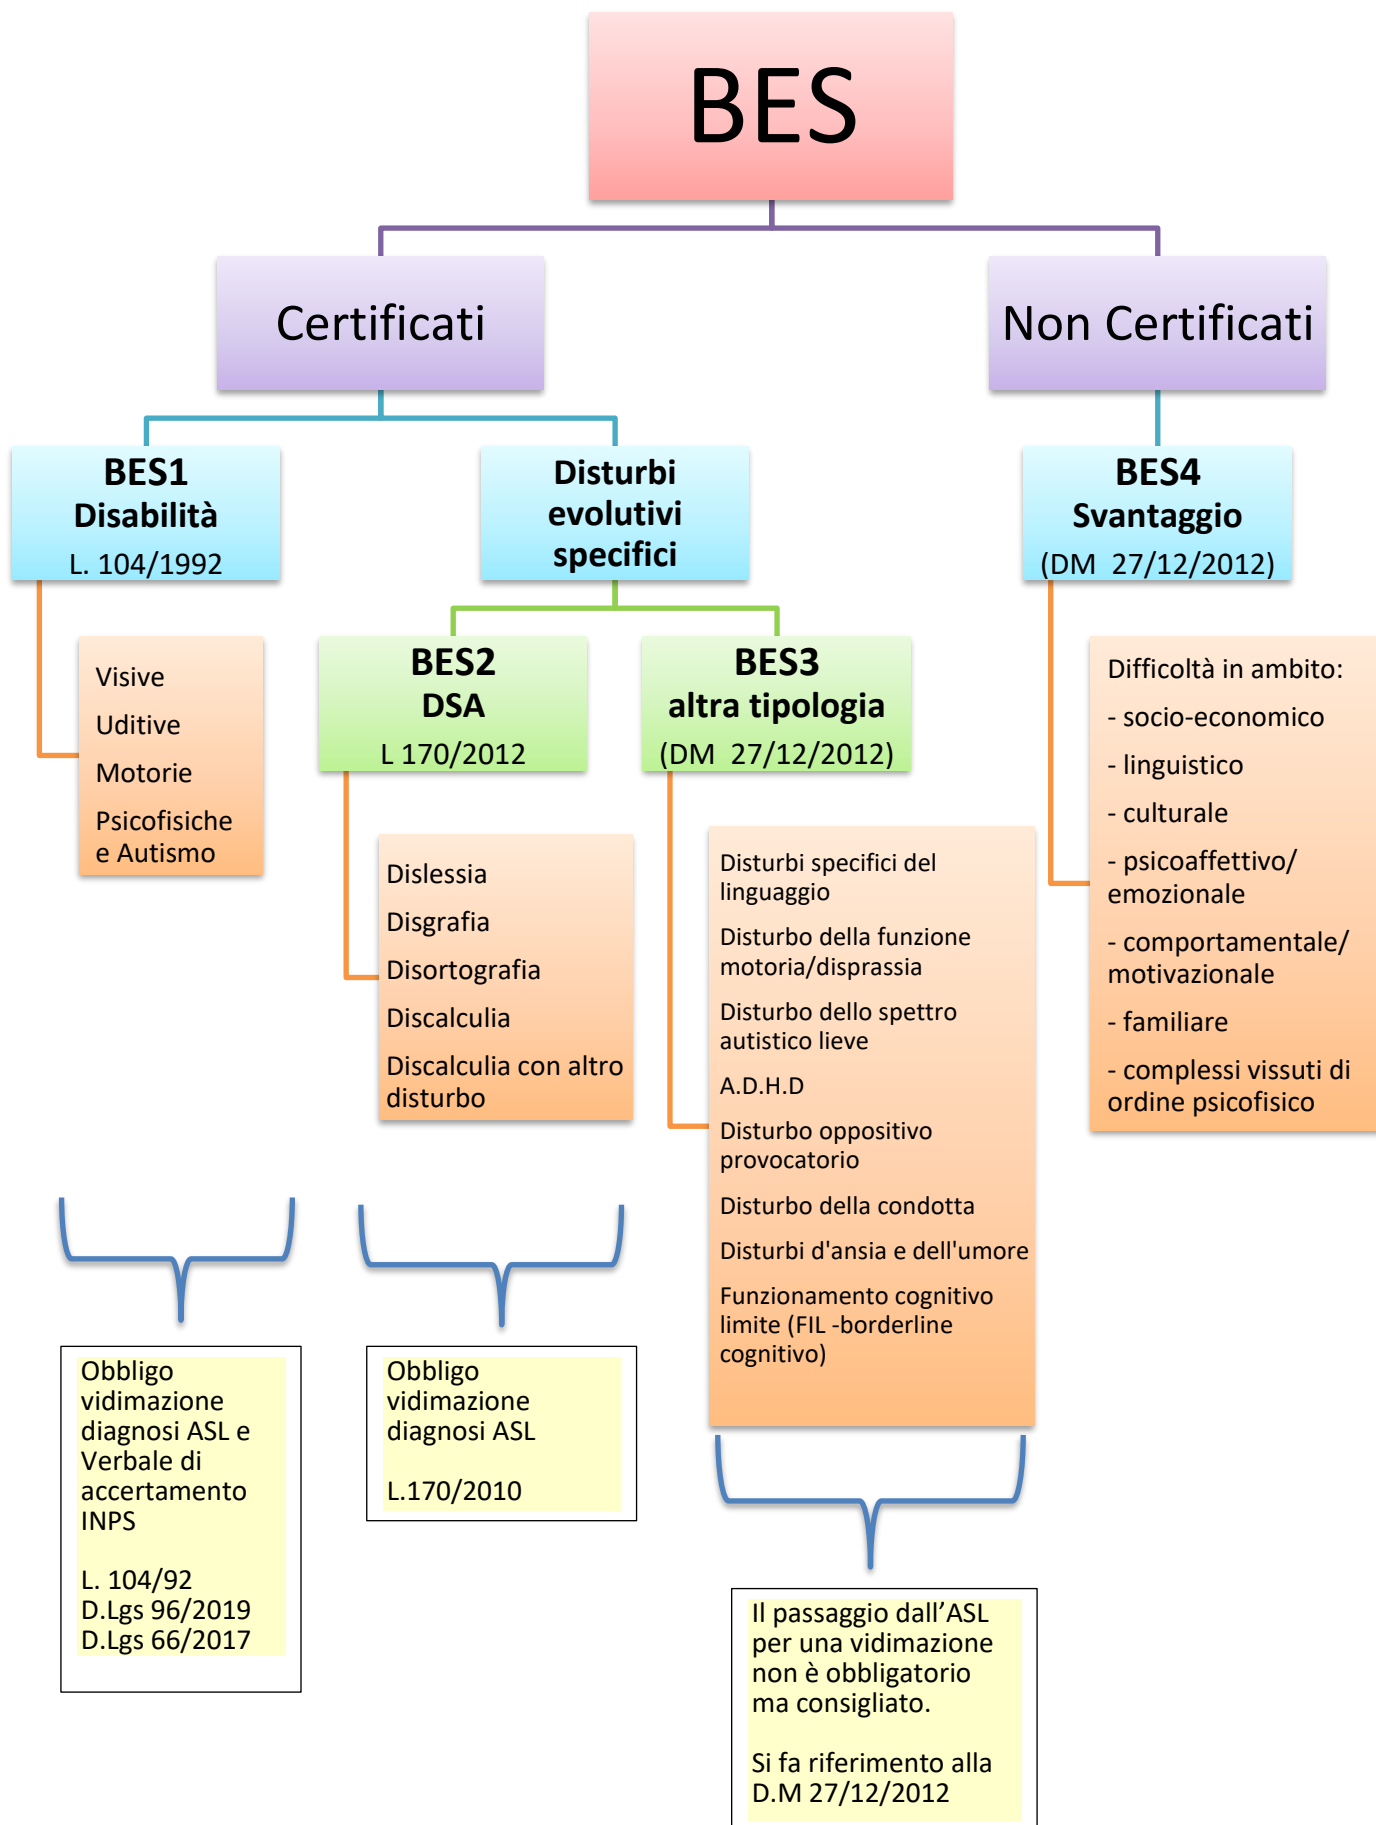 BES
Certificati
Non Certificati
BES1
Disabilità
L. 104/1992
Disturbi
evolutivi
specifici
BES4
Svantaggio
(DM  27/12/2012)
Visive
Uditive
Motorie
Psicofisiche
e Autismo
BES2
DSA
L 170/2012
BES3
altra tipologia
(DM  27/12/2012)
Difficoltà in ambito:
- socio-economico
- linguistico
- culturale
- psicoaffettivo/
emozionale
- comportamentale/
motivazionale
- familiare
- complessi vissuti di
ordine psicofisico
Dislessia
Disgrafia
Disortografia
Discalculia
Discalculia con altro
disturbo
Disturbi specifici del
linguaggio
Disturbo della funzione
motoria/disprassia
Disturbo dello spettro
autistico lieve
A.D.H.D
Disturbo oppositivo
provocatorio
Disturbo della condotta
Disturbi d'ansia e dell'umore
Funzionamento cognitivo
limite (FIL -borderline
cognitivo)
Obbligo
vidimazione
diagnosi ASL e
Verbale di
accertamento
INPS
L. 104/92
D.Lgs 96/2019
D.Lgs 66/2017
Obbligo
vidimazione
diagnosi ASL
L.170/2010
Il passaggio dall’ASL
per una vidimazione
non è obbligatorio
ma consigliato.
Si fa riferimento alla
D.M 27/12/2012